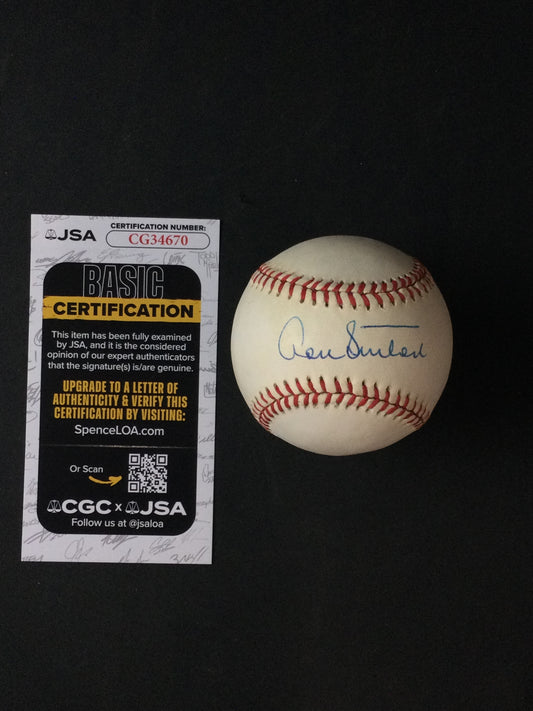 JSA
CERTIFICATION NUMBER:
CG34670
BASIC
CERTIFICATION
This item has been fully examined
by JSA, and it is the considered
opinion of our expert authenticators
that the signature(s) is/are genuine.
UPGRADE TO A LETTER OF
AUTHENTICITY & VERIFY THIS
CERTIFICATION BY VISITING:
SpenceLOA.com
Or Scan
CGC x JSA
Follow us at @jsaloa